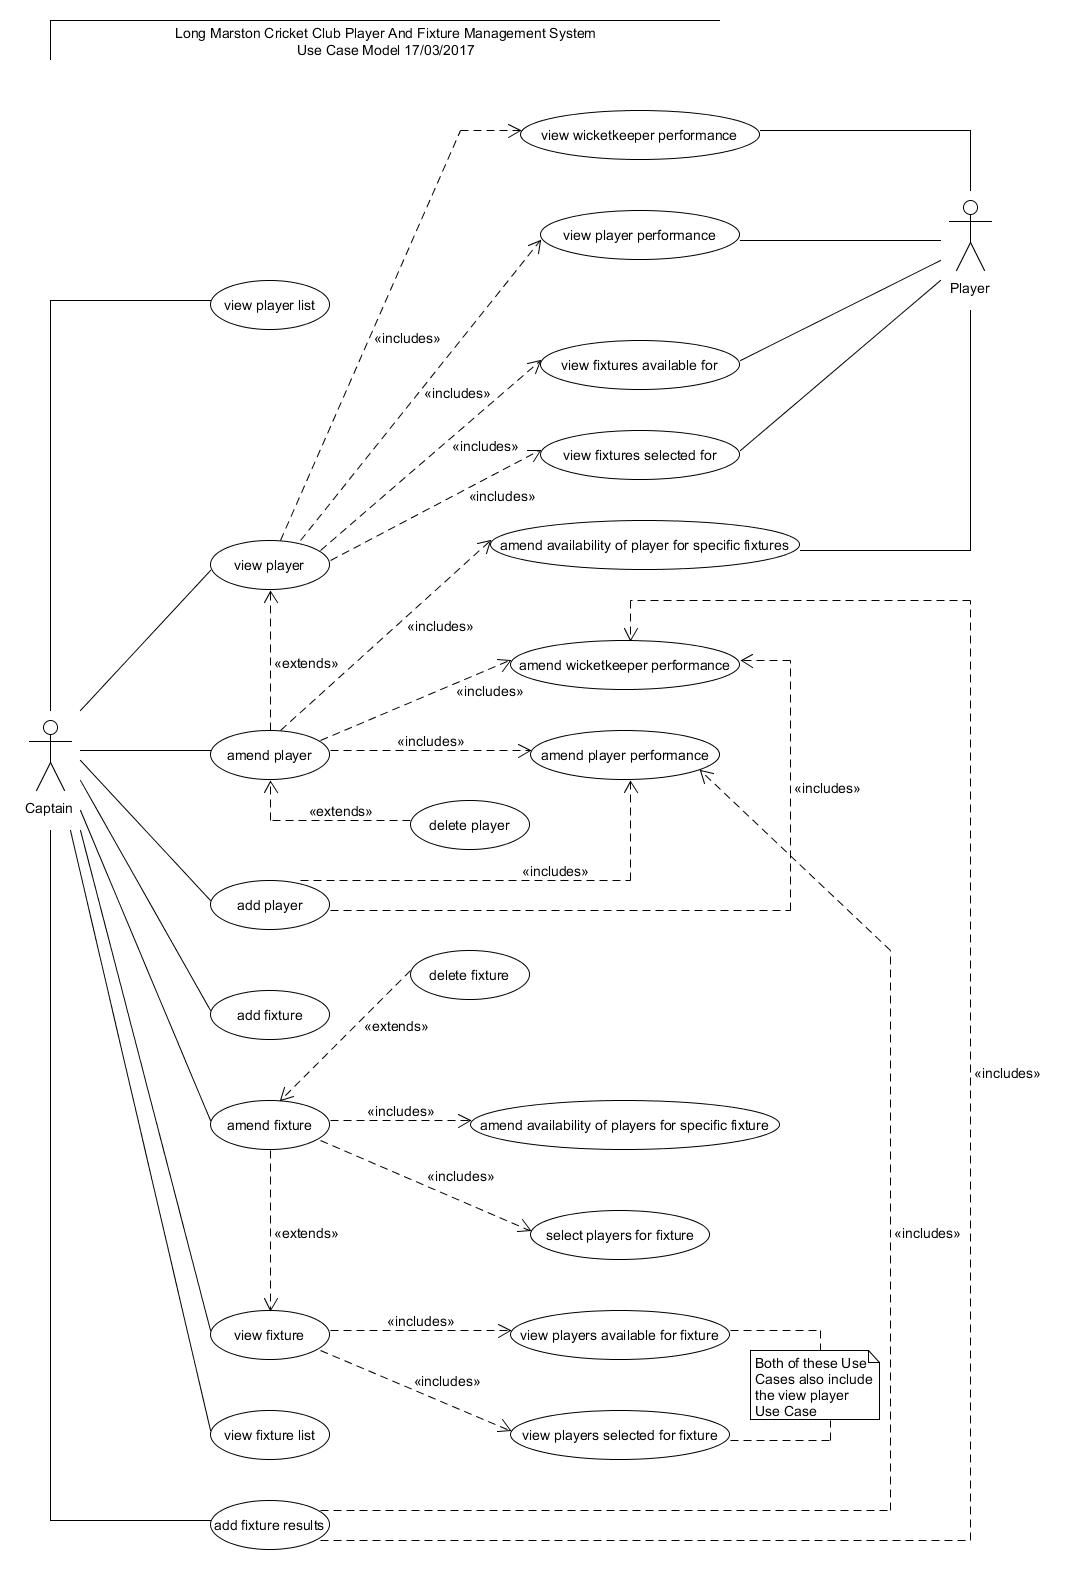 Long Marston Cricket Club Player And Fixture Management System
Use Case Model 17/03/2017
view wicketkeeper performance
view player performance
Player
view player list
«includes»
view fixtures available for
«includes»
«includes»
view fixtures selected for
«includes»
amend availability of player for specific fixtures
view player
«includes»
«extends»
amend wicketkeeper performance
«includes»
«includes»
amend player
amend player performance
«includes»
Captain
«extends»
delete player
«includes»
add player
delete fixture
add fixture
«extends»
«includes»
«includes»
amend fixture
amend availability of players for specific fixture
«includes»
«extends»
select players for fixture
«includes»
«includes»
view fixture
view players available for fixture
Both of these Use
Cases also include
the view player
Use Case
«includes»
view fixture list
view players selected for fixture
add fixture results